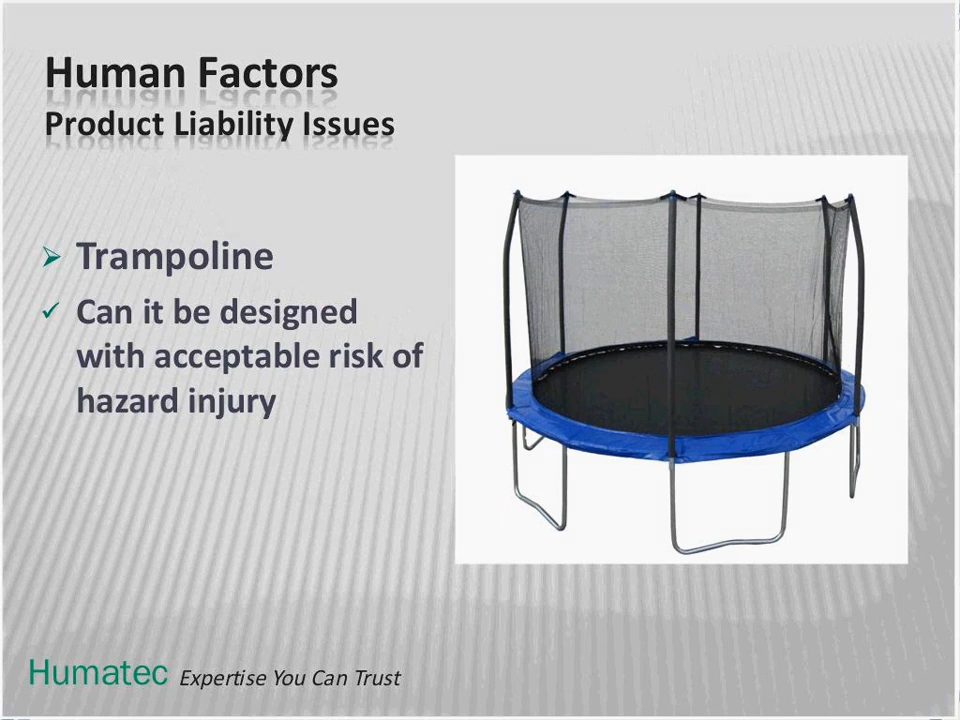 Human Factors
Product Liability Issues
Trampoline
Can it be designed
with acceptable risk of
hazard injury
Humatec Expertise You Can Trust